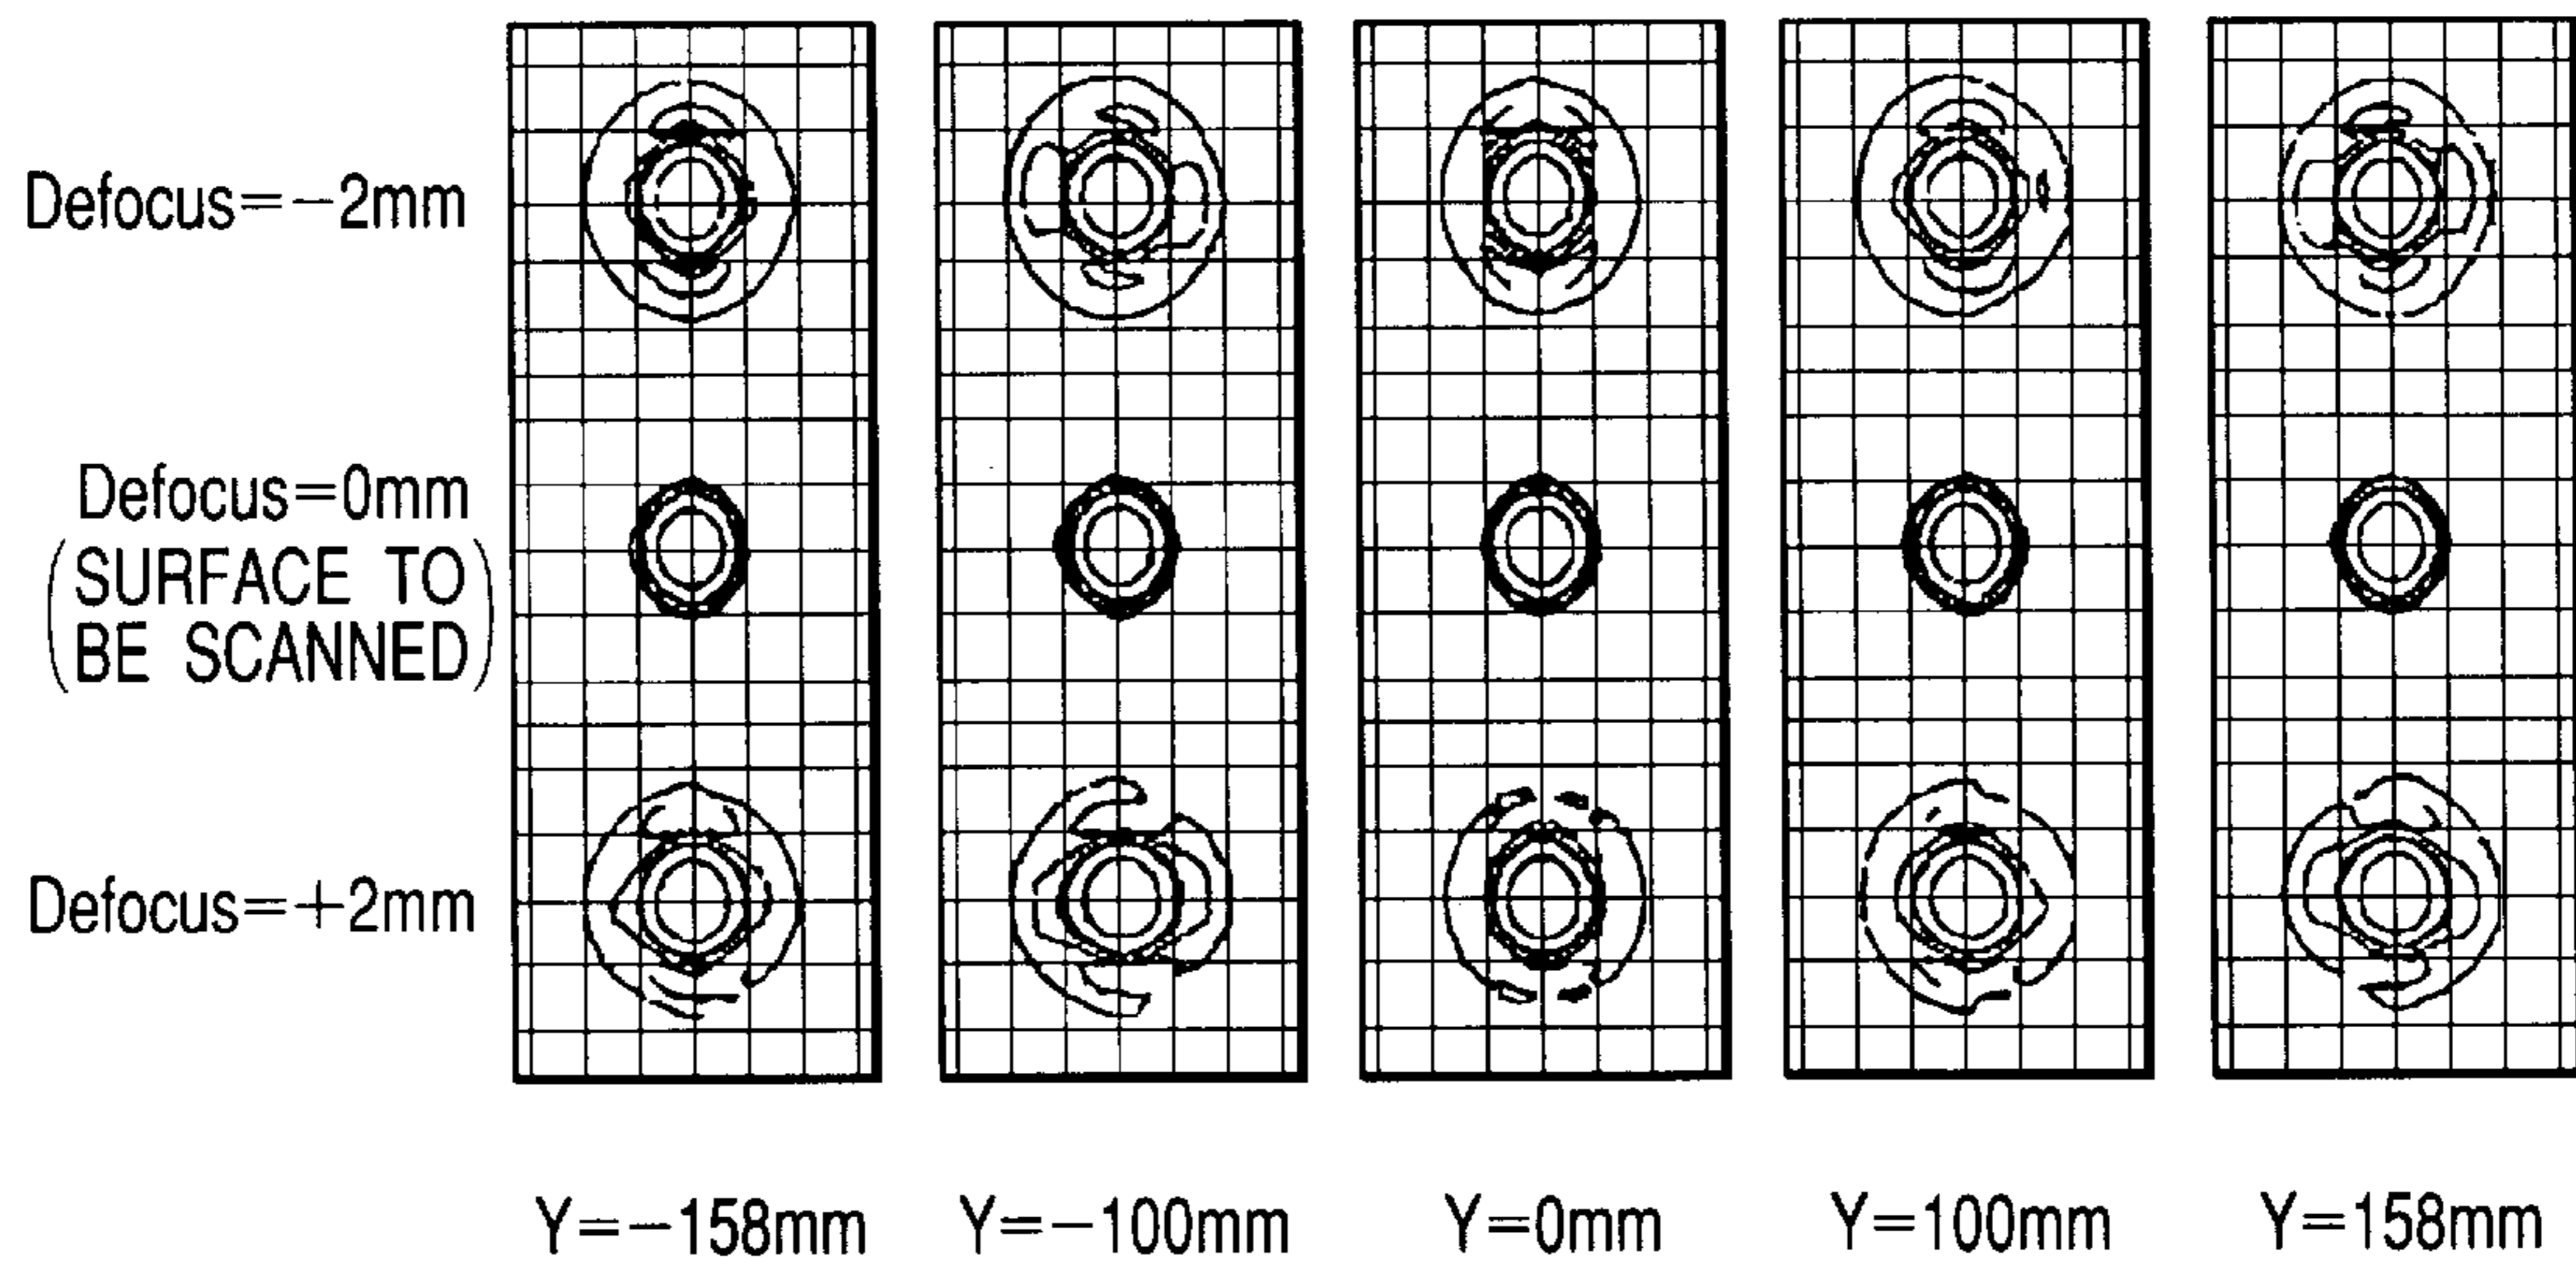 Defocus=−2mm
Defocus=0mm
(SURFACE TO
BE SCANNED)
Defocus=+2mm
Y=−158mm Y=−100mm Y=0mm Y=100mm Y=158mm